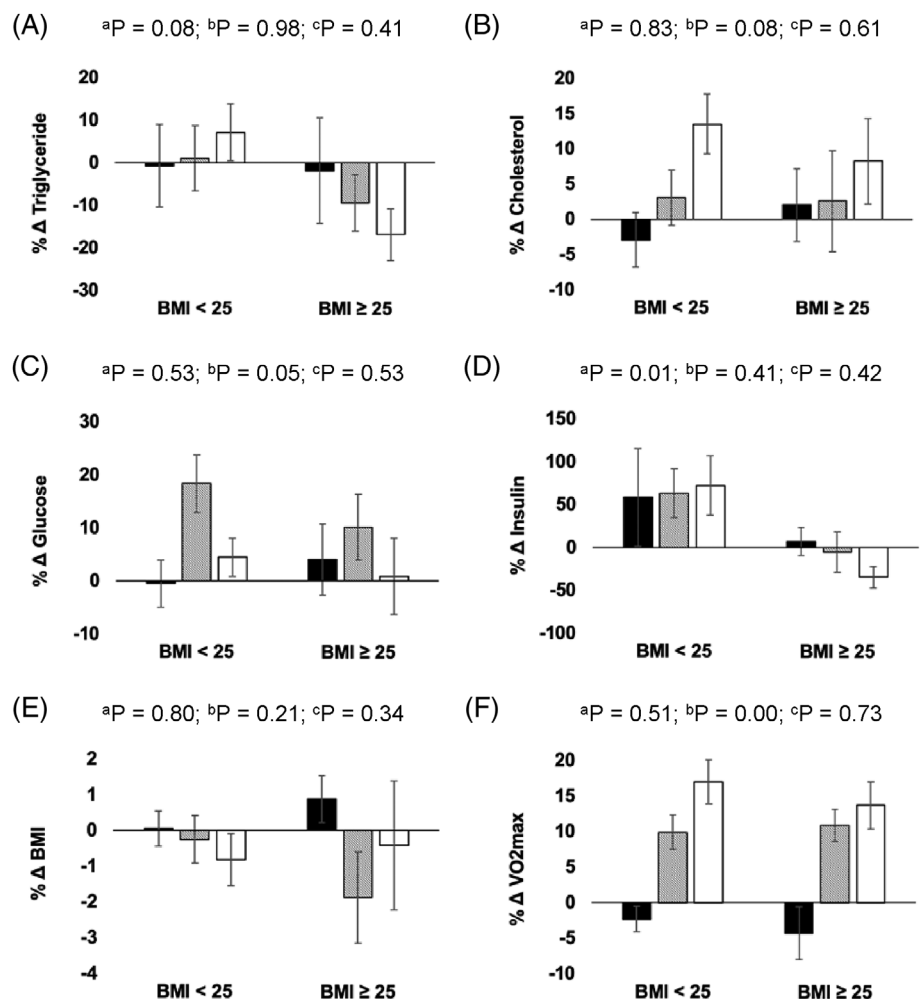 (A) ᵃP = 0.08; ᵇP = 0.98; ᶜP = 0.41
20
10
0
-10
-20
-30
% Δ Triglyceride
BMI < 25 BMI ≥ 25
(B) ᵃP = 0.83; ᵇP = 0.08; ᶜP = 0.61
20
15
10
5
0
-5
-10
% Δ Cholesterol
BMI < 25 BMI ≥ 25
(C) ᵃP = 0.53; ᵇP = 0.05; ᶜP = 0.53
30
20
10
0
-10
% Δ Glucose
BMI < 25 BMI ≥ 25
(D) ᵃP = 0.01; ᵇP = 0.41; ᶜP = 0.42
150
100
50
0
-50
-100
% Δ Insulin
BMI < 25 BMI ≥ 25
(E) ᵃP = 0.80; ᵇP = 0.21; ᶜP = 0.34
2
1
0
-1
-2
-3
-4
% Δ BMI
BMI < 25 BMI ≥ 25
(F) ᵃP = 0.51; ᵇP = 0.00; ᶜP = 0.73
20
15
10
5
0
-5
-10
% Δ VO2max
BMI < 25 BMI ≥ 25